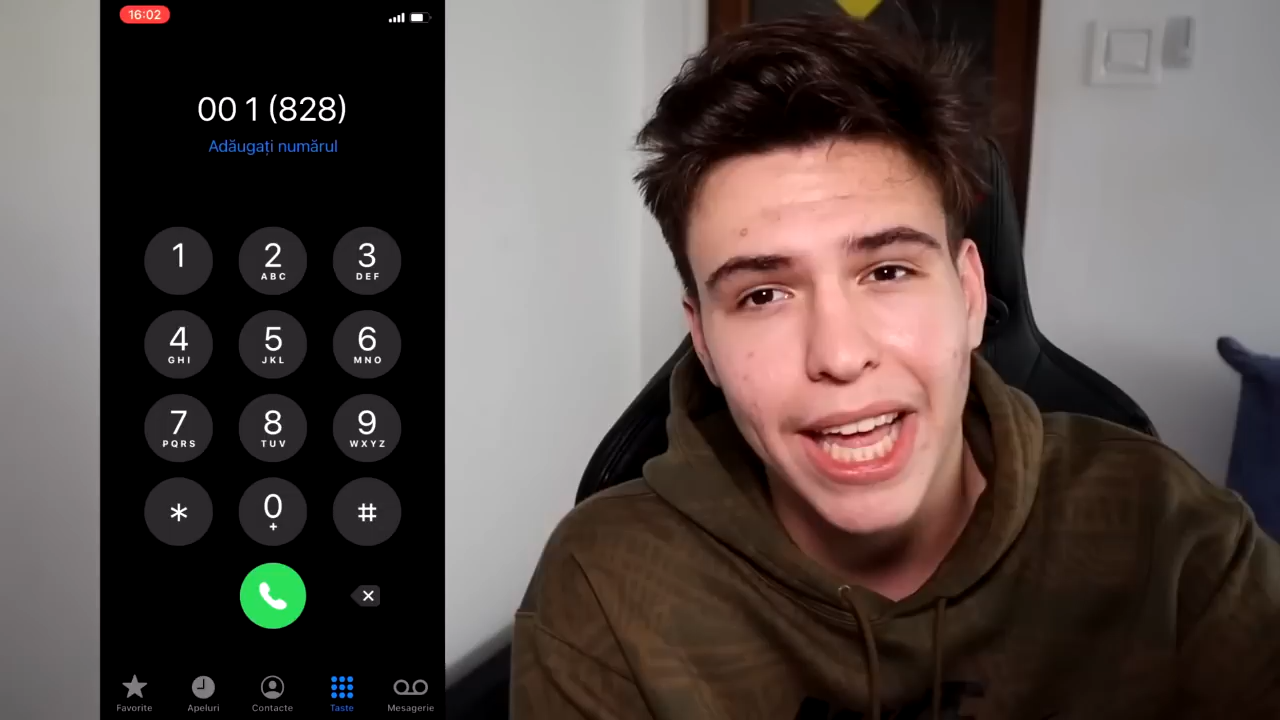 16:02
00 1 (828)
Adăugați numărul
1
2
ABC
3
DEF
4
GHI
5
JKL
6
MNO
7
PQRS
8
TUV
9
WXYZ
*
0
+
#
Favorite
Apeluri
Contacte
Taste
Mesagerie